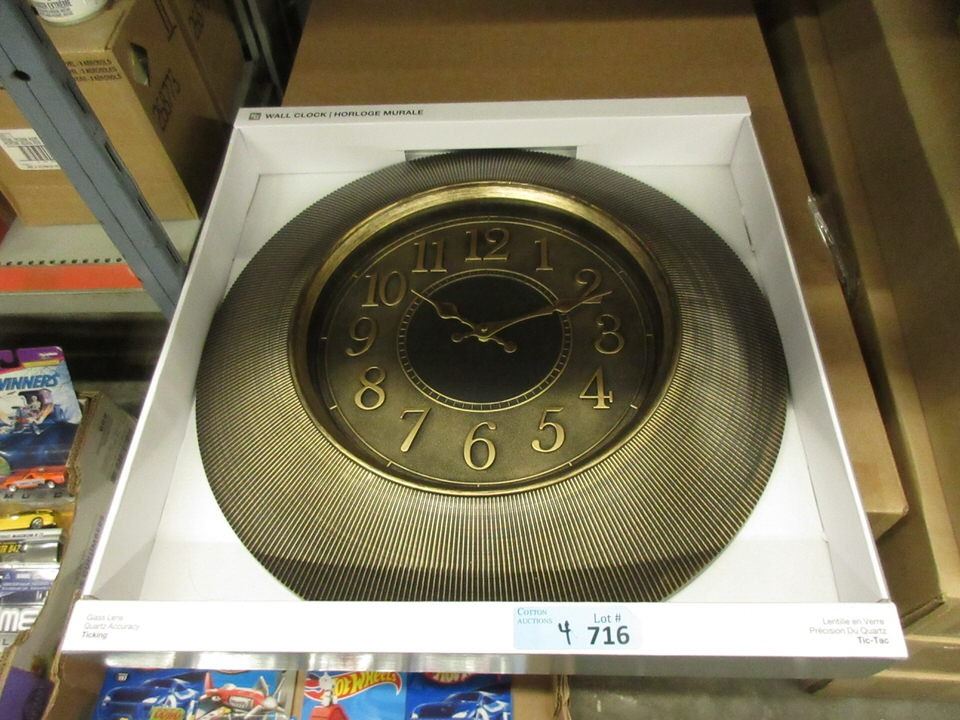 WALL CLOCK | HORLOGE MURALE
12
1
2
3
4
5
6
7
8
9
10
11
Glass Lens
Quartz Accuracy
Ticking
COTTON
AUCTIONS
4
Lot #
716
Lentille en Verre
Précision Du Quartz
Tic-Tac
WINNERS
HOT WHEELS